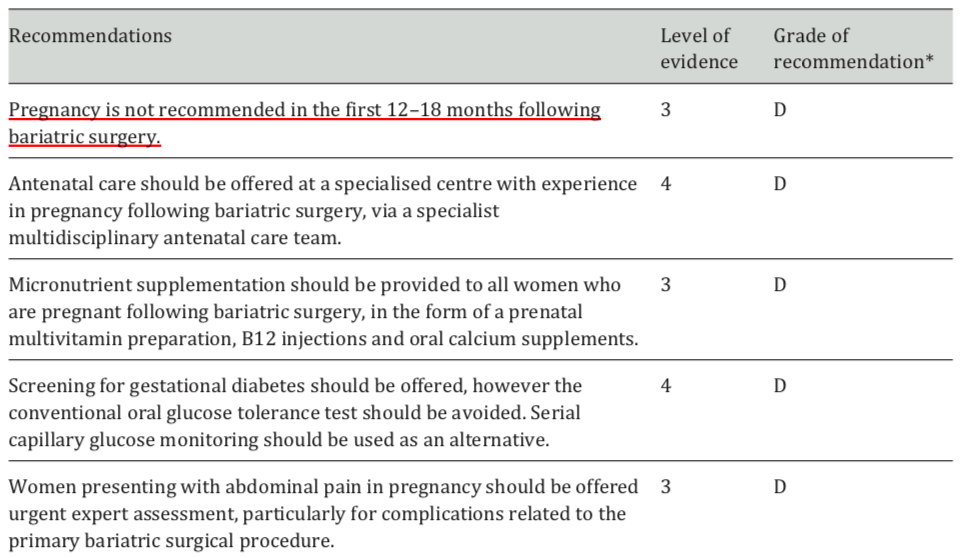 Recommendations Level of evidence Grade of recommendation*
Pregnancy is not recommended in the first 12–18 months following 3 D
bariatric surgery.
Antenatal care should be offered at a specialised centre with experience 4 D
in pregnancy following bariatric surgery, via a specialist
multidisciplinary antenatal care team.
Micronutrient supplementation should be provided to all women who 3 D
are pregnant following bariatric surgery, in the form of a prenatal
multivitamin preparation, B12 injections and oral calcium supplements.
Screening for gestational diabetes should be offered, however the 4 D
conventional oral glucose tolerance test should be avoided. Serial
capillary glucose monitoring should be used as an alternative.
Women presenting with abdominal pain in pregnancy should be offered 3 D
urgent expert assessment, particularly for complications related to the
primary bariatric surgical procedure.